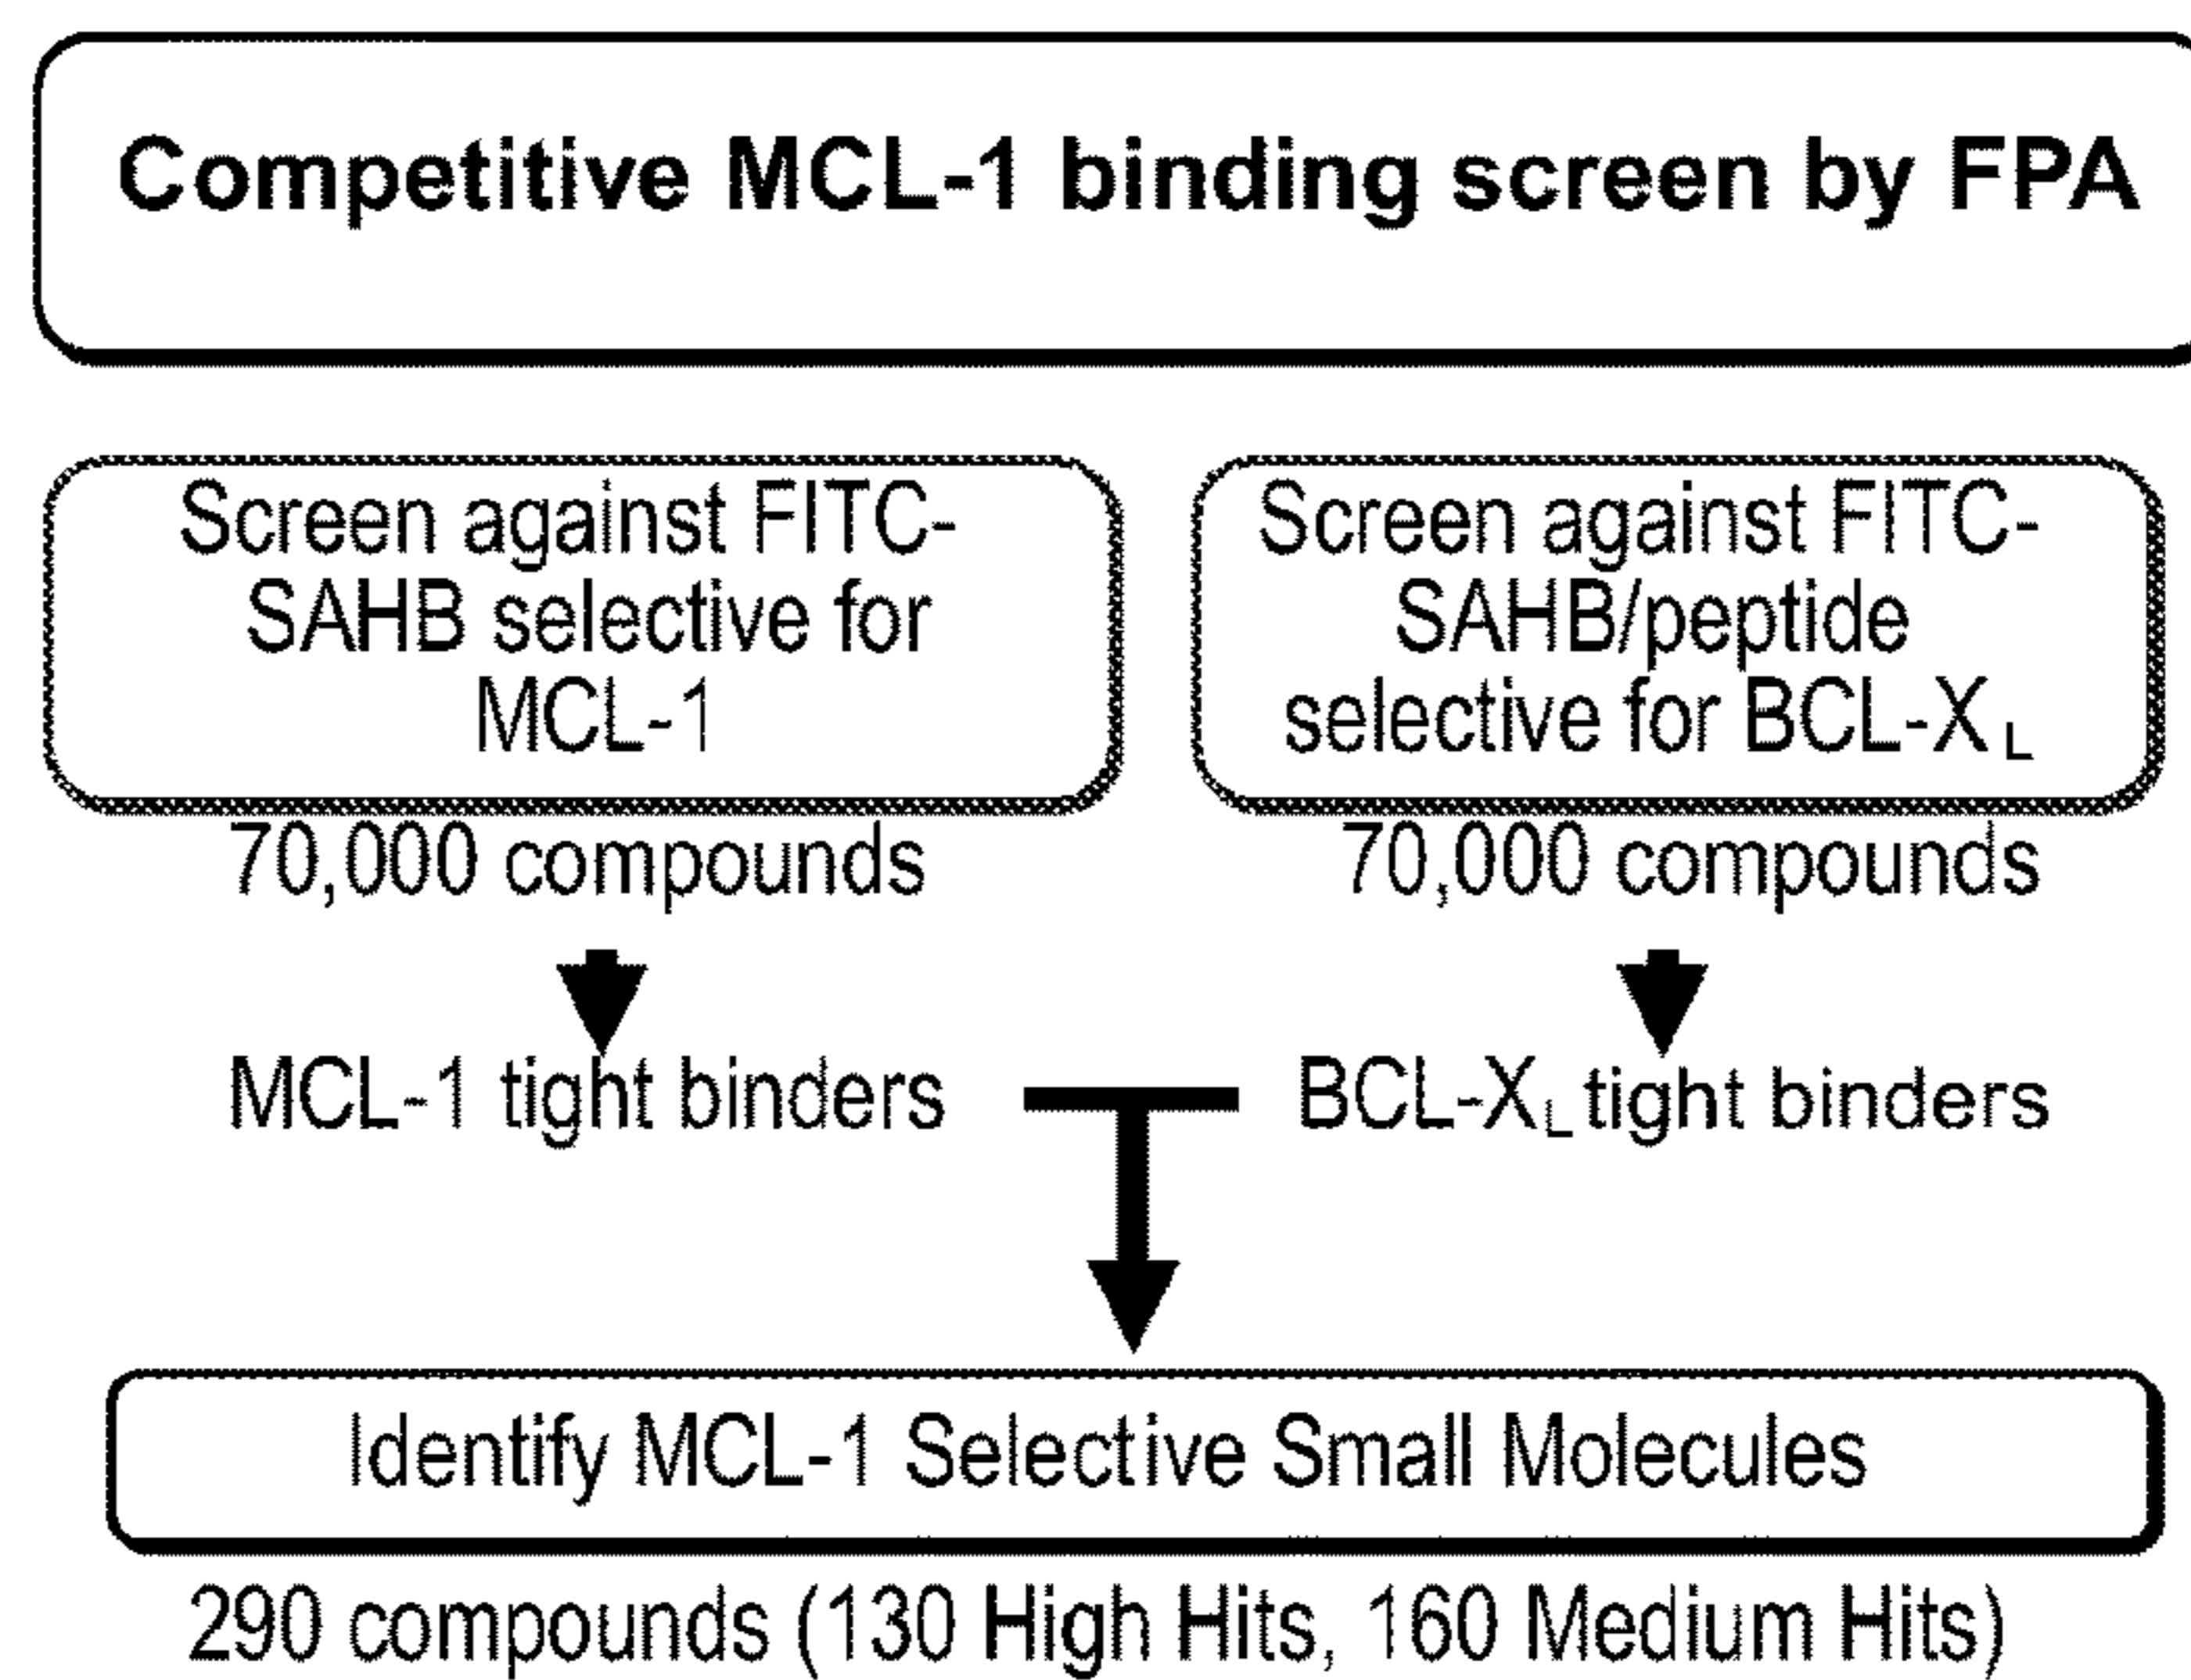 Competitive MCL-1 binding screen by FPA
Screen against FITC-
SAHB selective for
MCL-1
Screen against FITC-
SAHB/peptide
selective for BCL-XL
70,000 compounds
70,000 compounds
MCL-1 tight binders
BCL-XL tight binders
Identify MCL-1 Selective Small Molecules
290 compounds (130 High Hits, 160 Medium Hits)